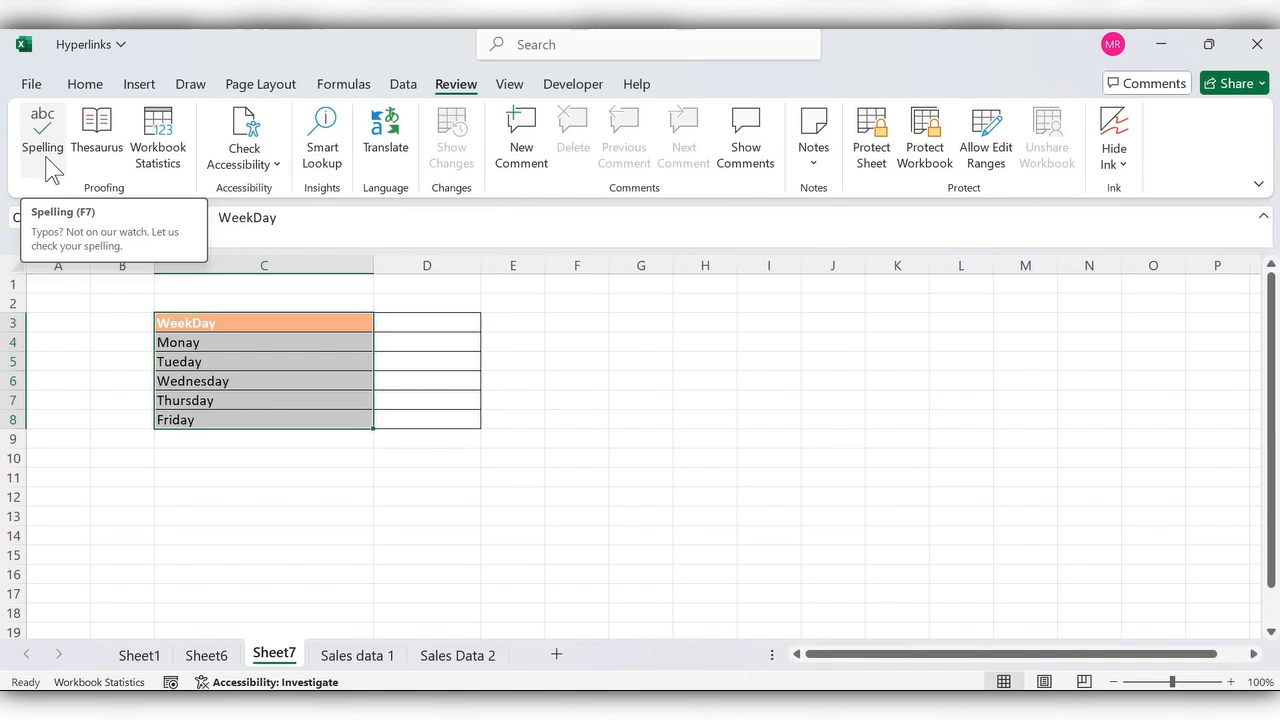 Hyperlinks
Search
MR
File Home Insert Draw Page Layout Formulas Data Review View Developer Help
Comments Share
abc
123
Spelling Thesaurus Workbook Statistics
Check Accessibility
Smart Lookup
Translate
Show Changes
New Comment Delete Previous Comment Next Comment Show Comments
Notes
Protect Sheet Protect Workbook Allow Edit Ranges Unshare Workbook
Hide Ink
Proofing Accessibility Insights Language Changes Comments Notes Protect Ink
Spelling (F7)
Typos? Not on our watch. Let us
check your spelling.
WeekDay
A B C D E F G H I J K L M N O P
1
2
3 WeekDay
4 Monay
5 Tueday
6 Wednesday
7 Thursday
8 Friday
9
10
11
12
13
14
15
16
17
18
19
Sheet1 Sheet6 Sheet7 Sales data 1 Sales Data 2
Ready Workbook Statistics Accessibility: Investigate 100%